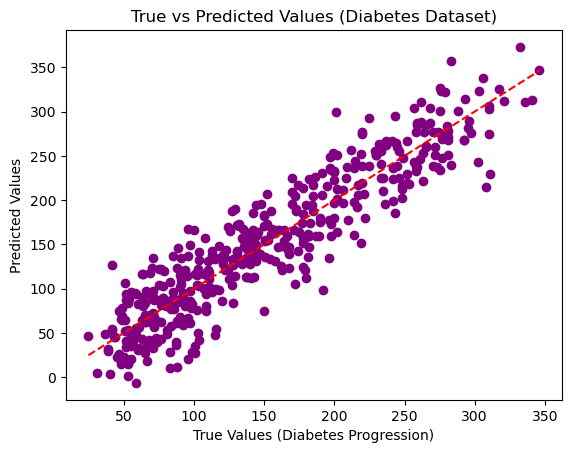 True vs Predicted Values (Diabetes Dataset)
350
300
250
200
150
100
50
0
Predicted Values
50 100 150 200 250 300 350
True Values (Diabetes Progression)